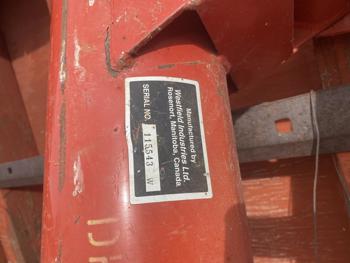 Manufactured by
Westfield Industries Ltd.
Rosenort, Manitoba, Canada
SERIAL NO. 115543 W